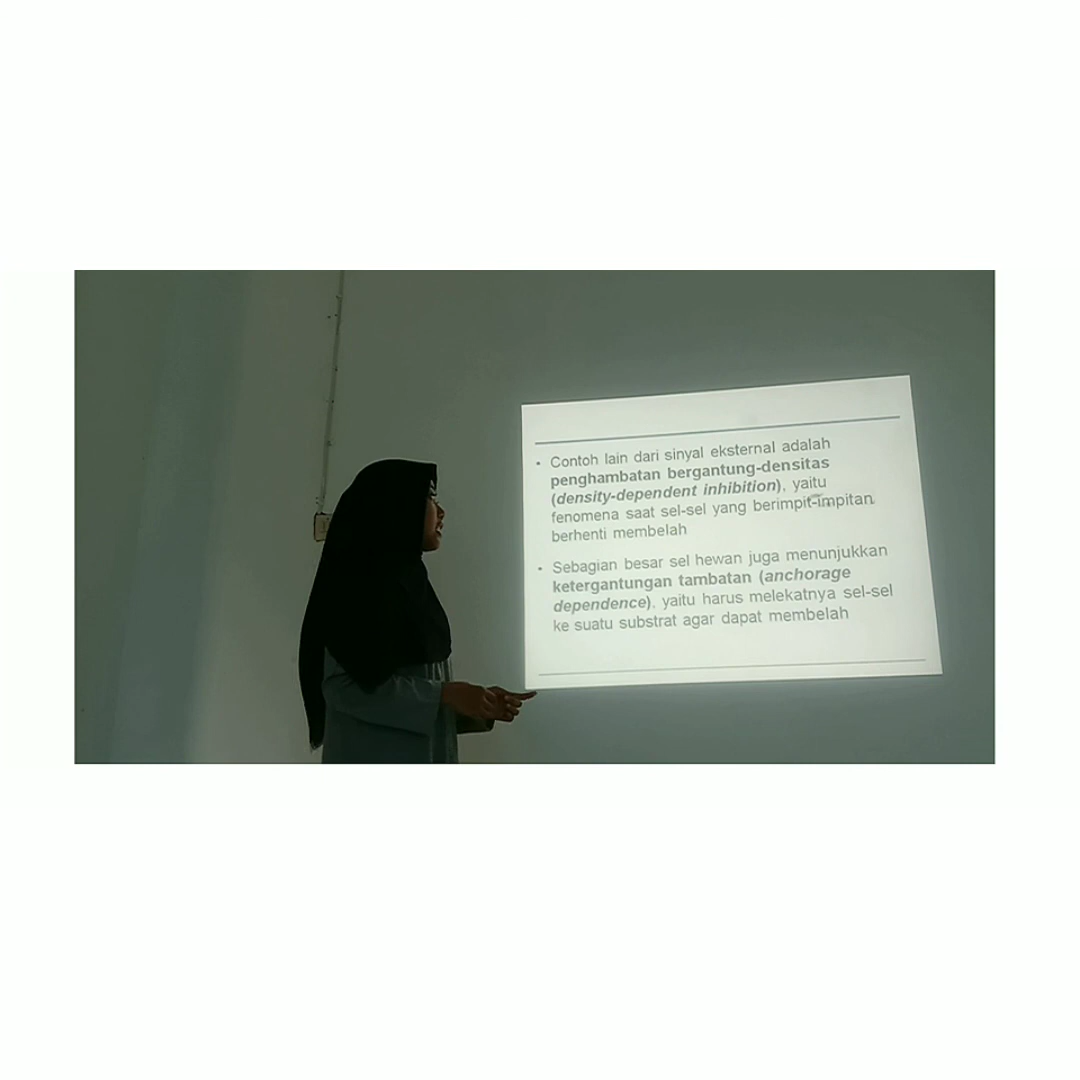 • Contoh lain dari sinyal eksternal adalah
penghambatan bergantung-densitas
(density-dependent inhibition), yaitu
fenomena saat sel-sel yang berimpit-impitan
berhenti membelah
• Sebagian besar sel hewan juga menunjukkan
ketergantungan tambatan (anchorage
dependence), yaitu harus melekatnya sel-sel
ke suatu substrat agar dapat membelah